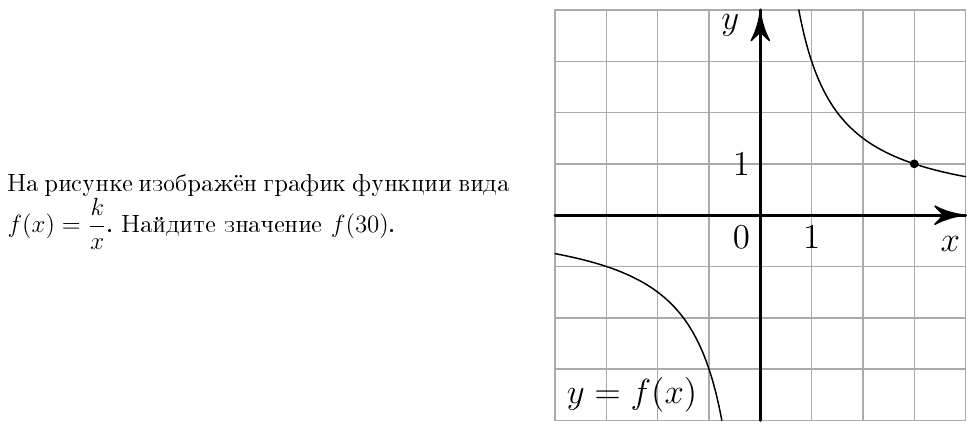 На рисунке изображён график функции вида
f(x) = k/x. Найдите значение f(30).
y
1
0
1
x
y = f(x)